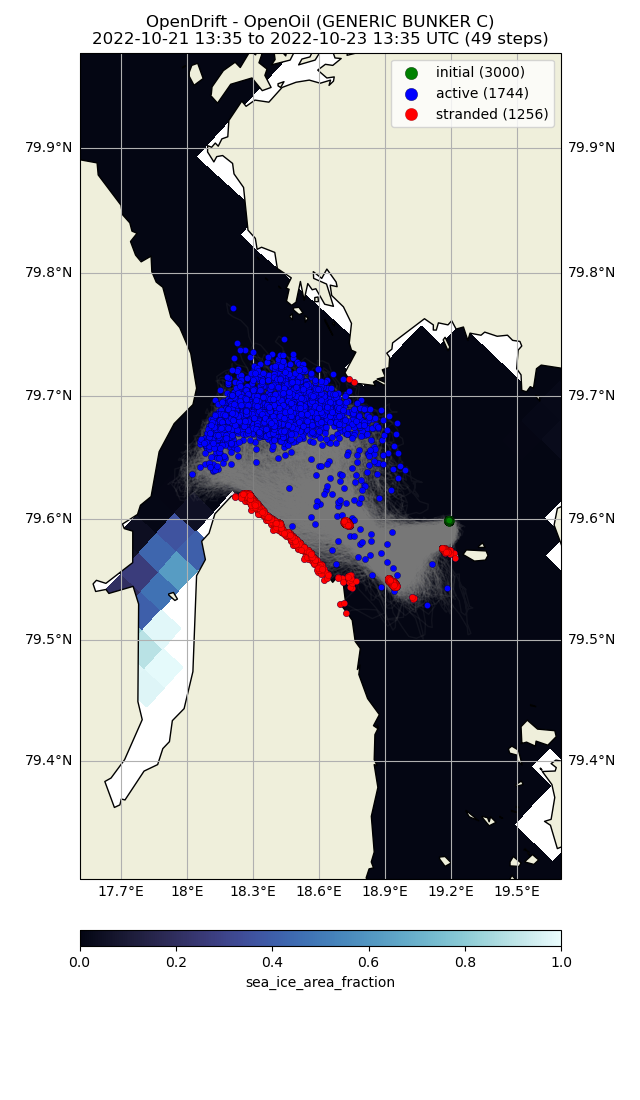 OpenDrift - OpenOil (GENERIC BUNKER C)
2022-10-21 13:35 to 2022-10-23 13:35 UTC (49 steps)
initial (3000)
active (1744)
stranded (1256)
79.9°N 79.9°N
79.8°N 79.8°N
79.7°N 79.7°N
79.6°N 79.6°N
79.5°N 79.5°N
79.4°N 79.4°N
17.7°E 18°E 18.3°E 18.6°E 18.9°E 19.2°E 19.5°E
0.0 0.2 0.4 0.6 0.8 1.0
sea_ice_area_fraction